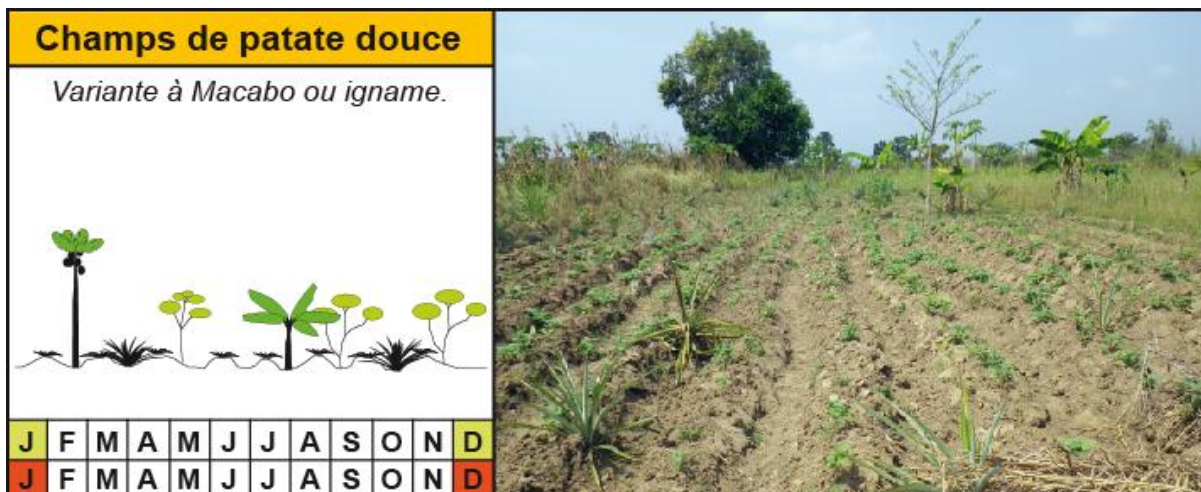 Champs de patate douce
Variante à Macabo ou igname.
J F M A M J J A S O N D
J F M A M J J A S O N D